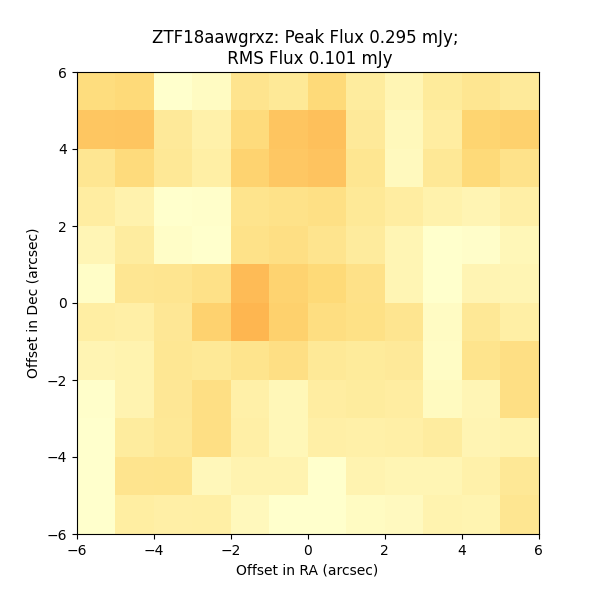 ZTF18aawgrxz: Peak Flux 0.295 mJy;
RMS Flux 0.101 mJy
6
4
2
0
−2
−4
−6
Offset in Dec (arcsec)
−6 −4 −2 0 2 4 6
Offset in RA (arcsec)